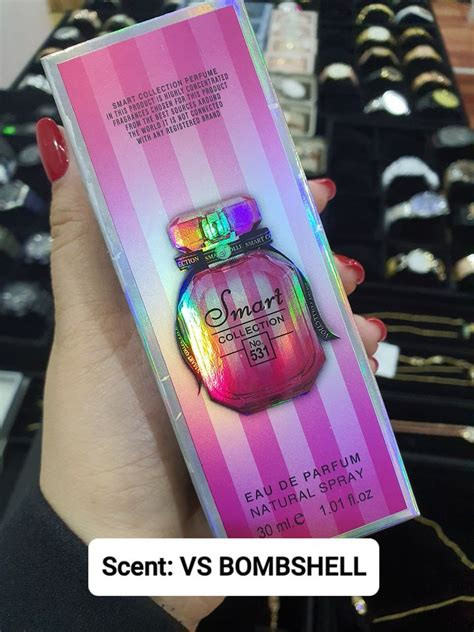 SMART COLLECTION PERFUME
IN THIS PRODUCT IS HIGHLY CONCENTRATED
FRAGRANCES CHOSEN FOR THIS PRODUCT
FROM THE BEST SOURCES AROUND
THE WORLD IT IS NOT CONNECTED
WITH ANY REGISTERED BRAND
Smart
COLLECTION
No.
531
EAU DE PARFUM
NATURAL SPRAY
30 ml.e 1.01 fl.oz
Scent: VS BOMBSHELL